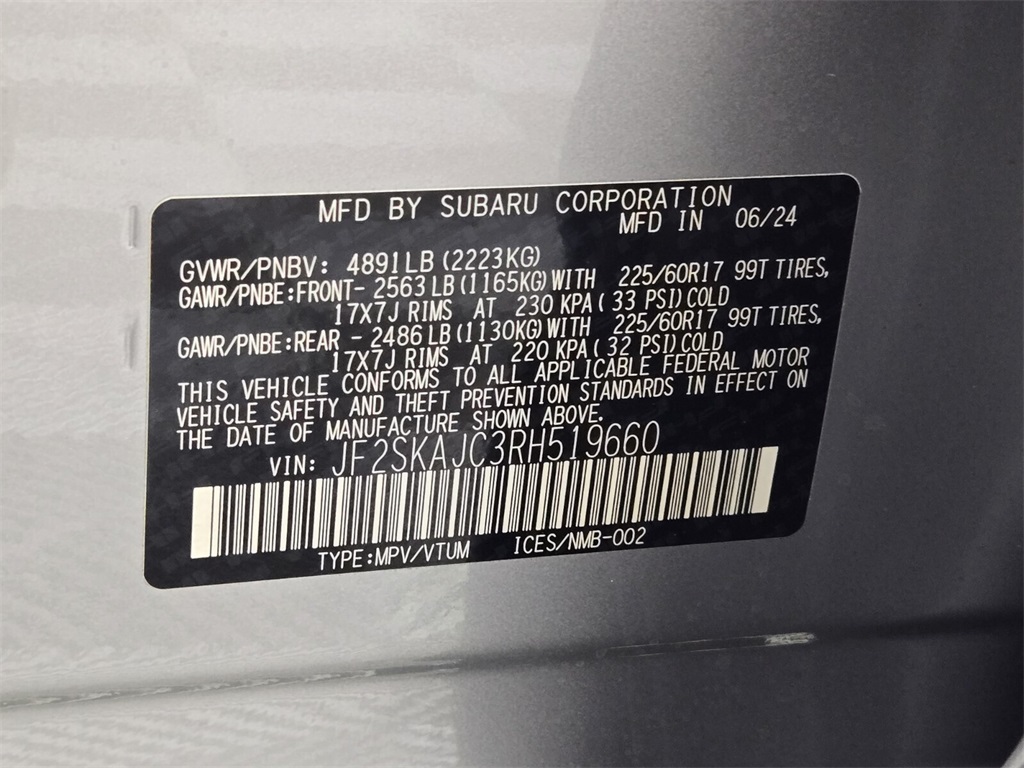 MFD BY SUBARU CORPORATION
MFD IN 06/24
GVWR/PNBV: 4891LB (2223KG)
GAWR/PNBE:FRONT- 2563LB(1165KG)WITH 225/60R17 99T TIRES,
17X7J RIMS AT 230 KPA( 33 PSI)COLD
GAWR/PNBE:REAR - 2486LB(1130KG)WITH 225/60R17 99T TIRES,
17X7J RIMS AT 220 KPA( 32 PSI)COLD
THIS VEHICLE CONFORMS TO ALL APPLICABLE FEDERAL MOTOR
VEHICLE SAFETY AND THEFT PREVENTION STANDARDS IN EFFECT ON
THE DATE OF MANUFACTURE SHOWN ABOVE.
VIN: JF2SKAJC3RH519660
TYPE:MPV/VTUM ICES/NMB-002